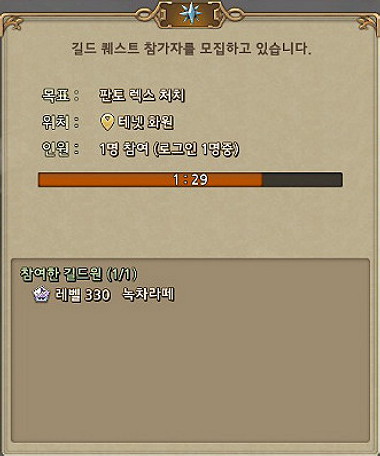 길드 퀘스트 참가자를 모집하고 있습니다.
목표 : 판토 렉스 처치
위치 : 테넷 화원
인원 : 1명 참여 (로그인 1명중)
1 : 29
참여한 길드원 (1/1)
레벨 330 녹차라떼